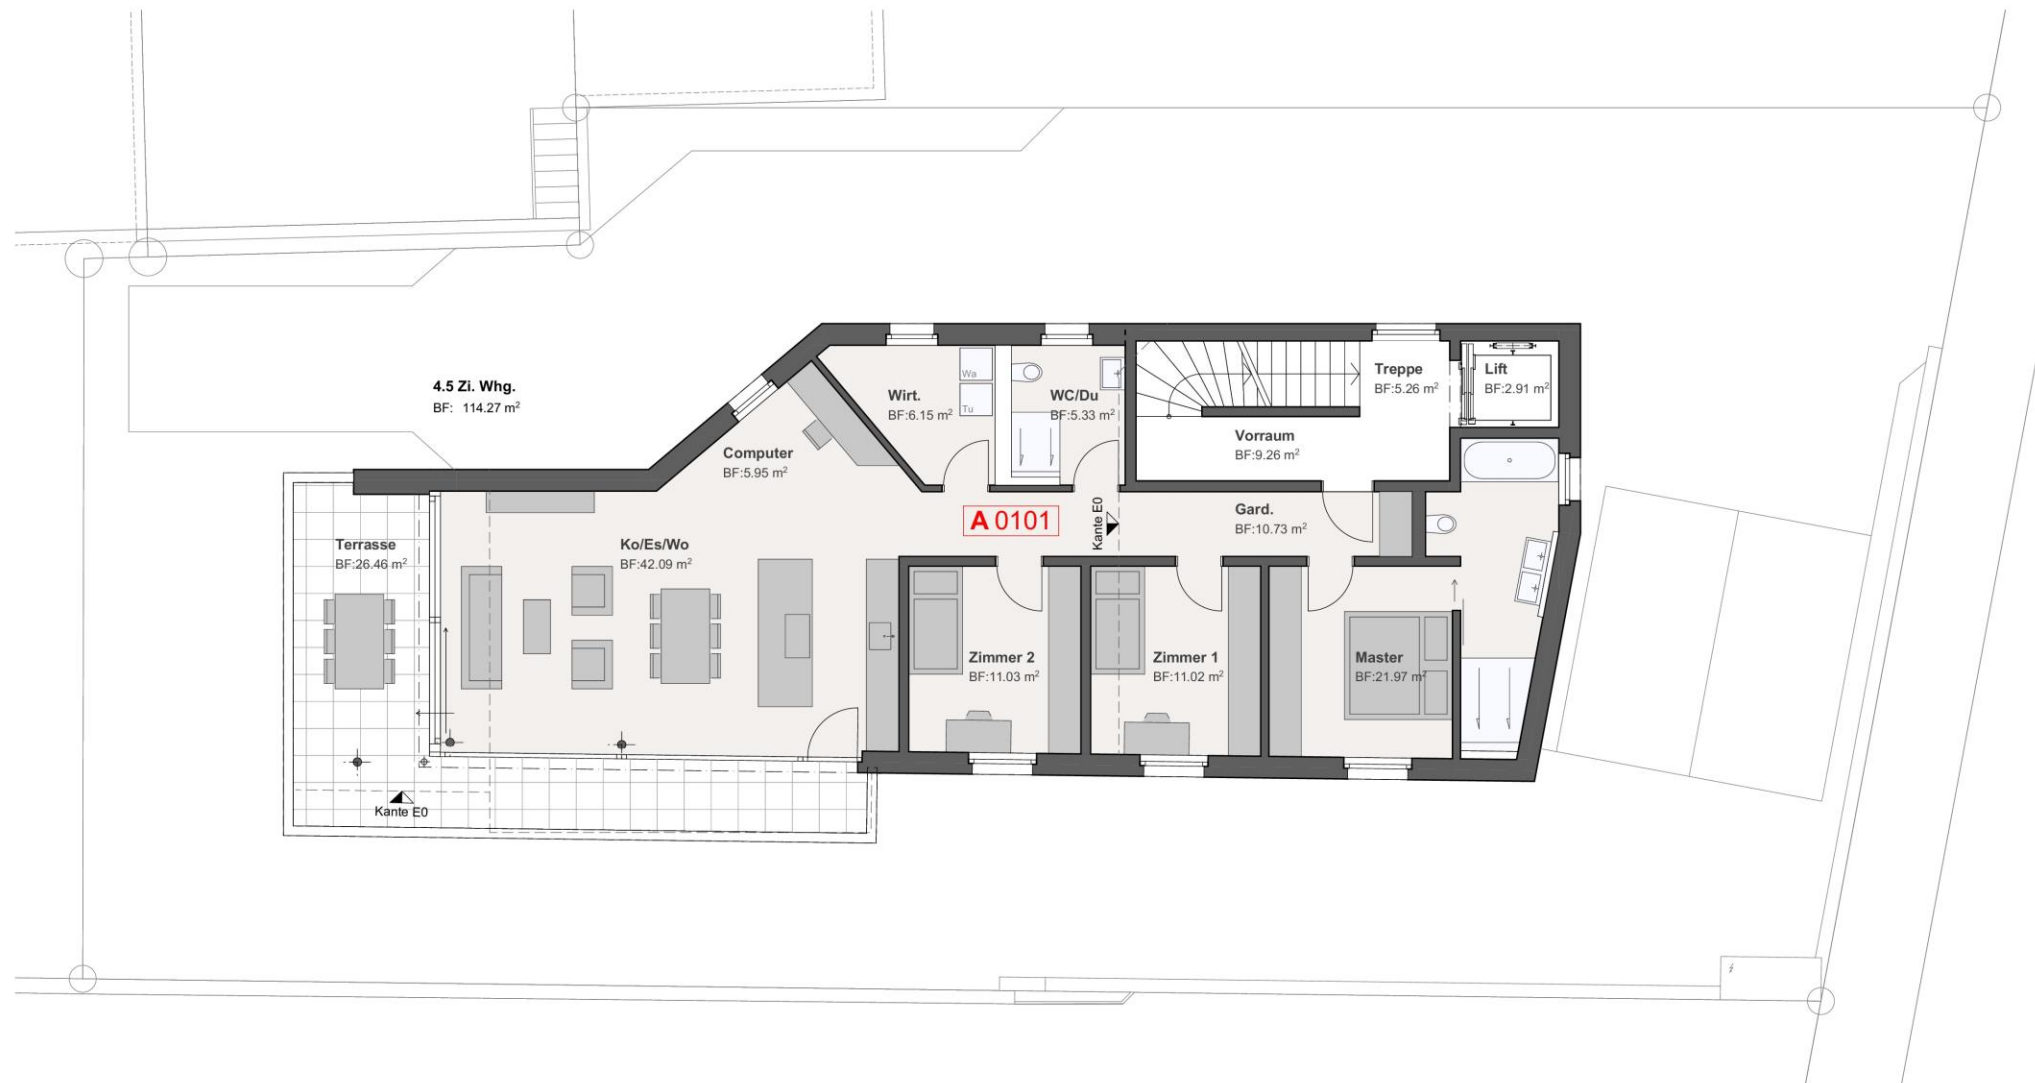 4.5 Zi. Whg.
BF: 114.27 m²
Wirt.
BF:6.15 m²
Wa
Tu
WC/Du
BF:5.33 m²
Treppe
BF:5.26 m²
Lift
BF:2.91 m²
Vorraum
BF:9.26 m²
Computer
BF:5.95 m²
Terrasse
BF:26.46 m²
Ko/Es/Wo
BF:42.09 m²
A 0101
Kante E0
Gard.
BF:10.73 m²
Zimmer 2
BF:11.03 m²
Zimmer 1
BF:11.02 m²
Master
BF:21.97 m²
Kante E0